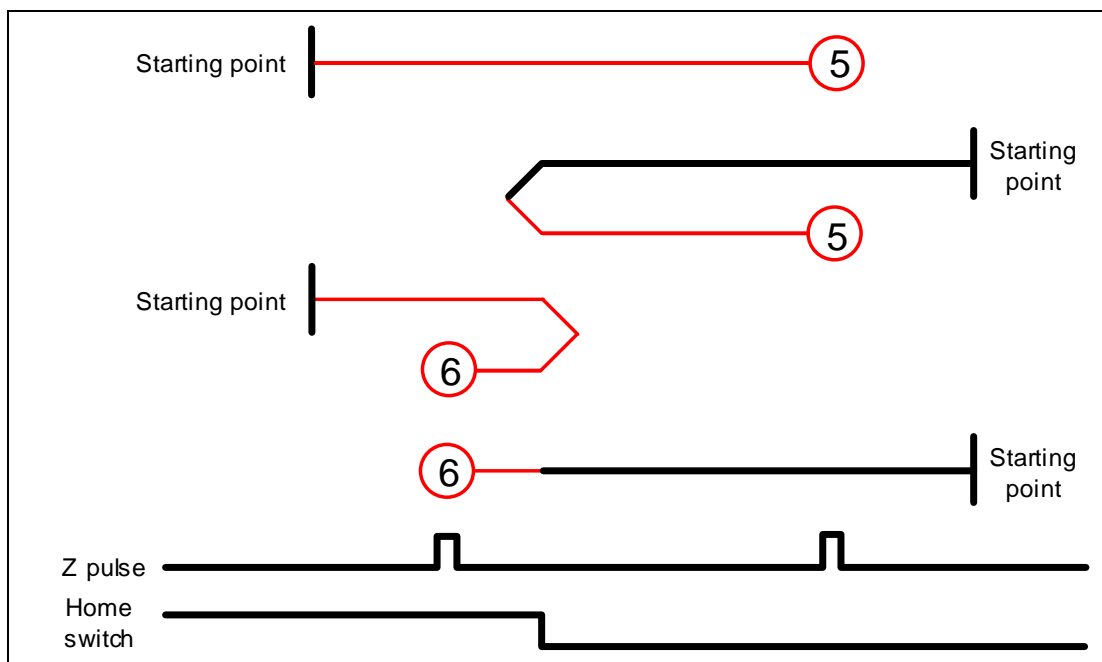 Starting point
5
Starting
point
5
Starting point
6
6
Starting
point
Z pulse
Home
switch